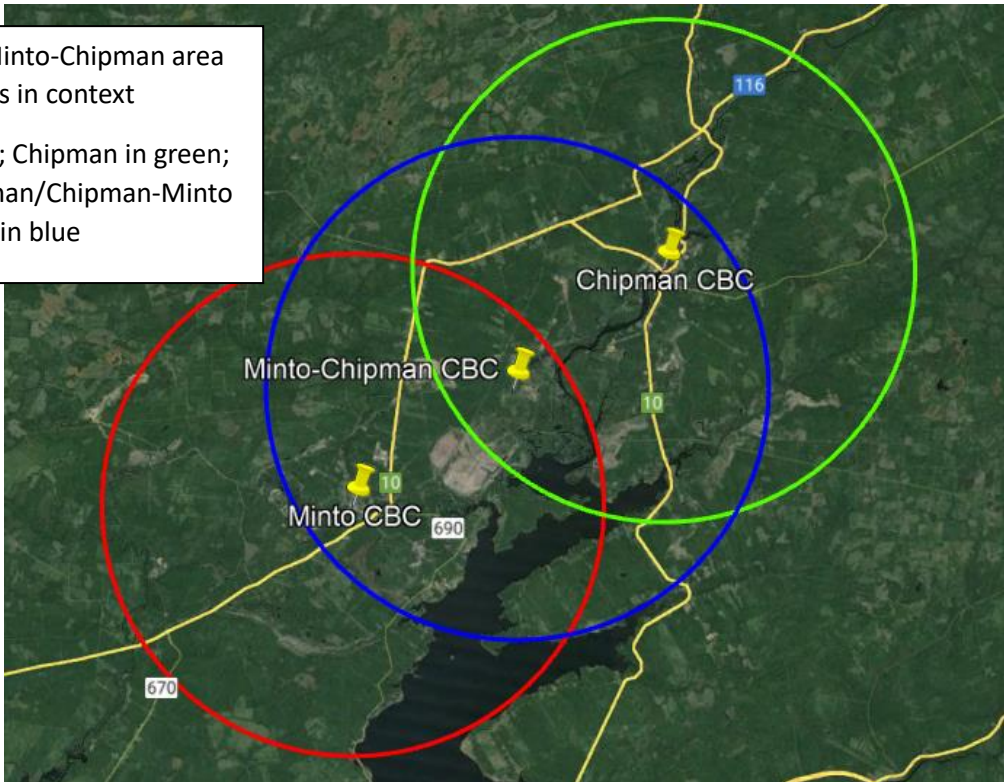 Minto-Chipman area
s in context
; Chipman in green;
nan/Chipman-Minto
in blue
116
Chipman CBC
Minto-Chipman CBC
10
10
Minto CBC
690
670